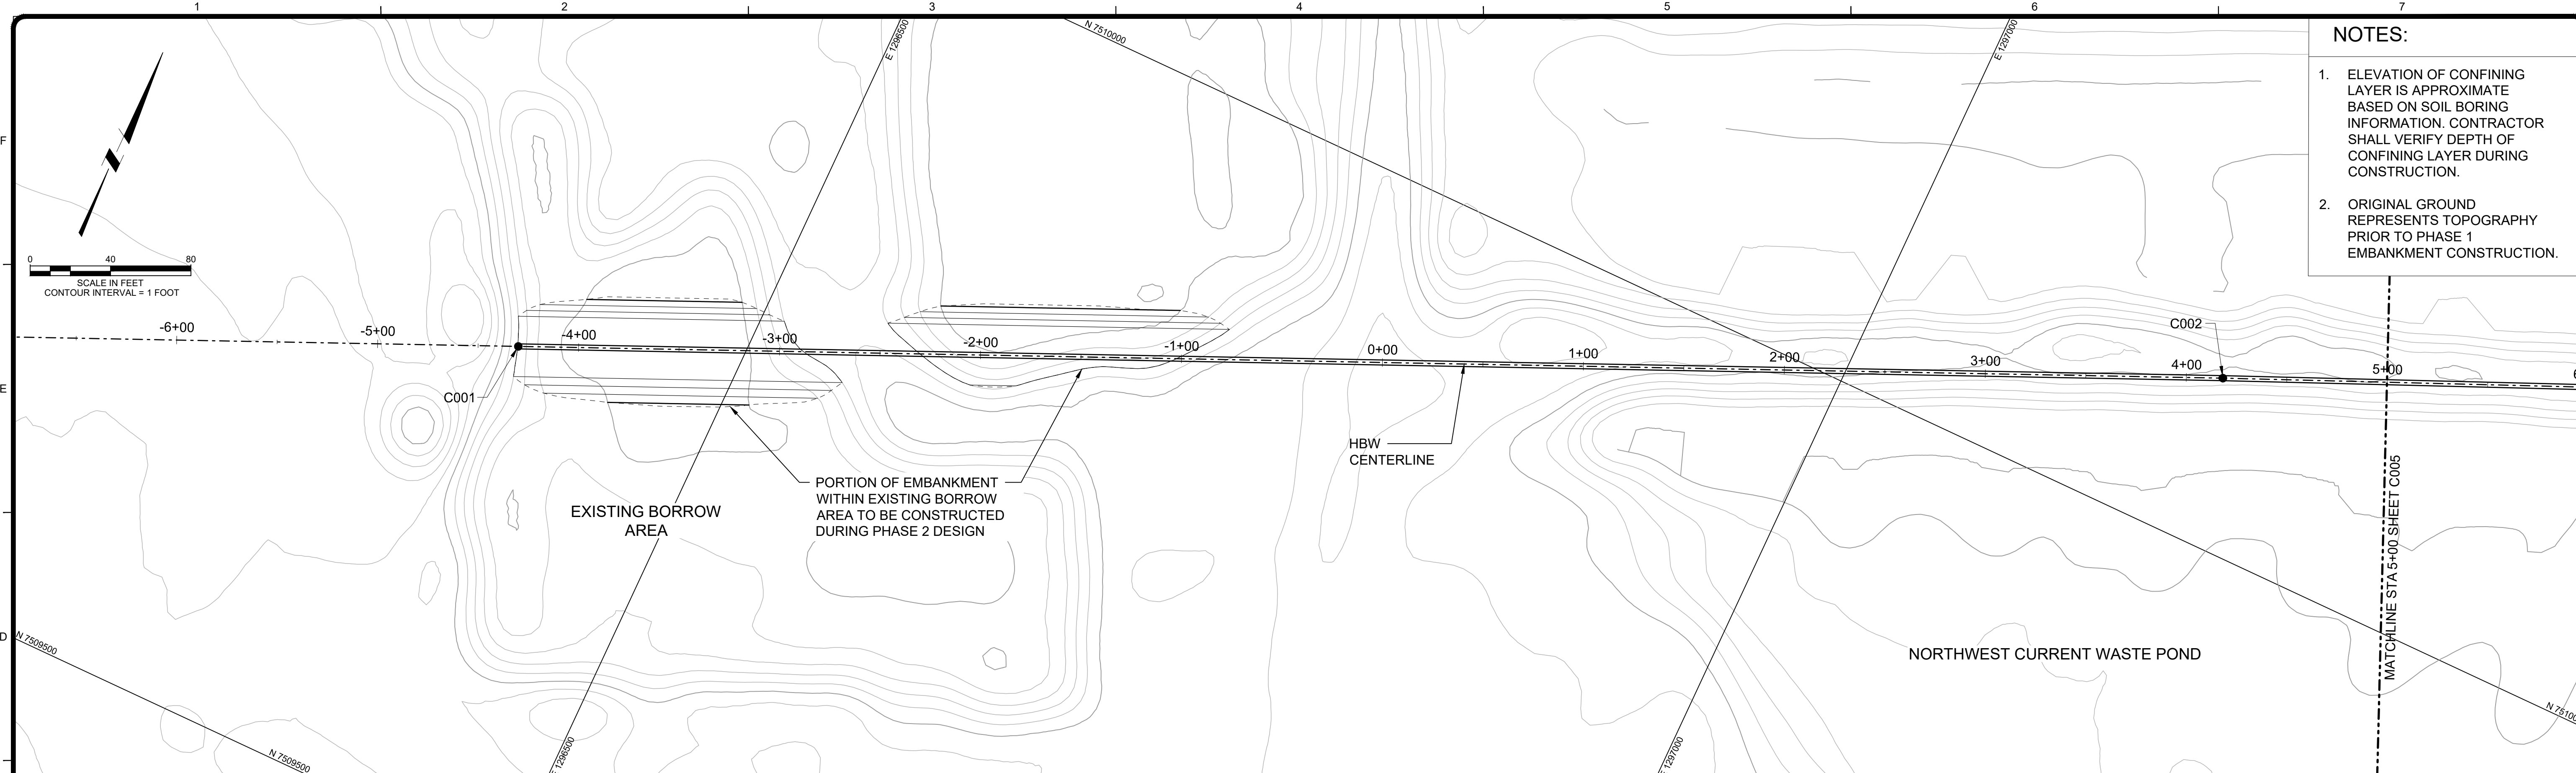 1
2
3
4
5
6
7
F
E
D
E 1296500
N 7510000
E 1297000
NOTES:
1. ELEVATION OF CONFINING
LAYER IS APPROXIMATE
BASED ON SOIL BORING
INFORMATION. CONTRACTOR
SHALL VERIFY DEPTH OF
CONFINING LAYER DURING
CONSTRUCTION.
2. ORIGINAL GROUND
REPRESENTS TOPOGRAPHY
PRIOR TO PHASE 1
EMBANKMENT CONSTRUCTION.
0 40 80
SCALE IN FEET
CONTOUR INTERVAL = 1 FOOT
-6+00
-5+00
-4+00
-3+00
-2+00
-1+00
0+00
1+00
2+00
3+00
4+00
5+00
6
C001
C002
HBW
CENTERLINE
PORTION OF EMBANKMENT
WITHIN EXISTING BORROW
AREA TO BE CONSTRUCTED
DURING PHASE 2 DESIGN
EXISTING BORROW
AREA
MATCHLINE STA 5+00 SHEET C005
NORTHWEST CURRENT WASTE POND
N 7509500
N 7509500
E 1296500
E 1297000
N 75100